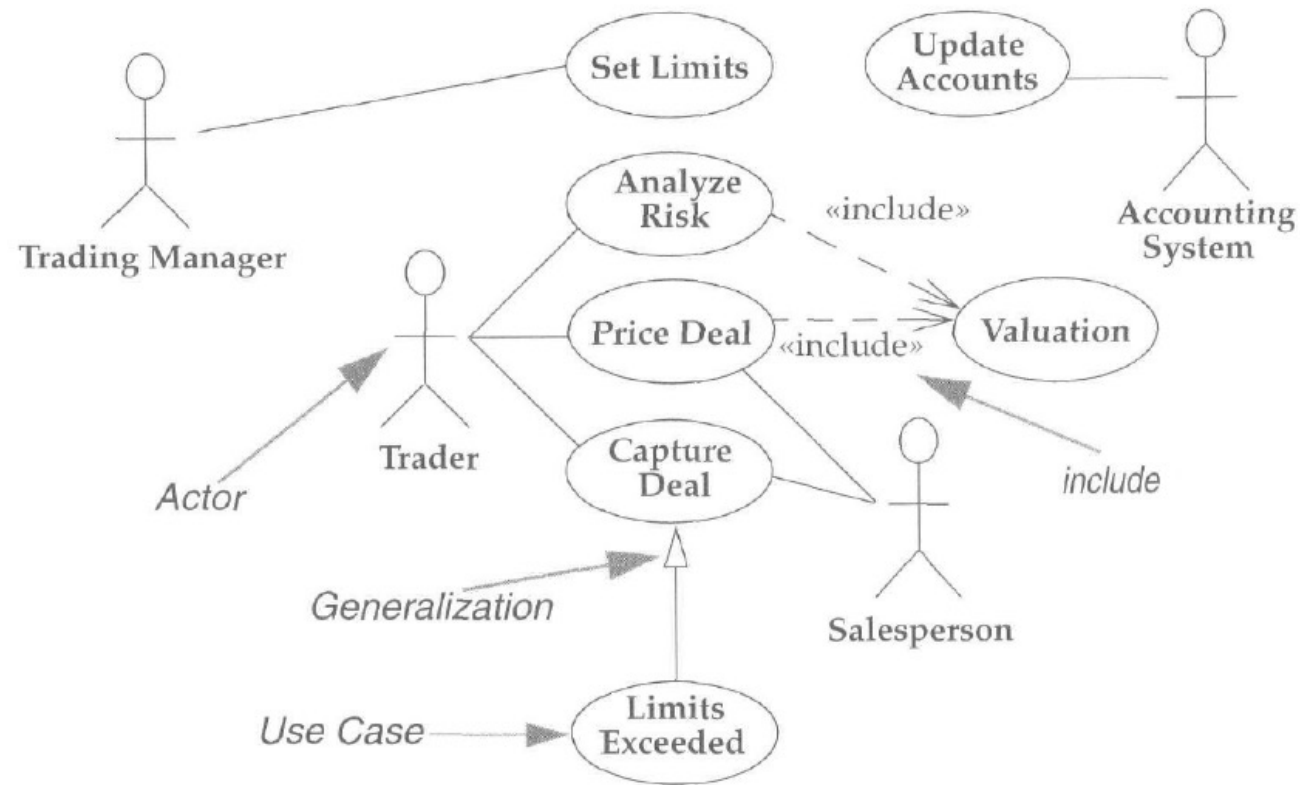 Set Limits
Update
Accounts
Trading Manager
Analyze
Risk
«include»
Accounting
System
Price Deal
«include»
Valuation
Actor
Trader
Capture
Deal
include
Generalization
Salesperson
Use Case
Limits
Exceeded